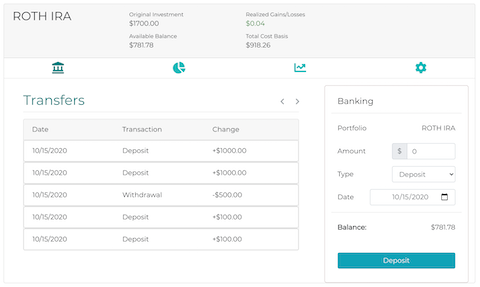 ROTH IRA
Original Investment
$1700.00
Realized Gains/Losses
$0.04
Available Balance
$781.78
Total Cost Basis
$918.26
Transfers
Date Transaction Change
10/15/2020 Deposit +$1000.00
10/15/2020 Deposit +$1000.00
10/15/2020 Withdrawal -$500.00
10/15/2020 Deposit +$100.00
10/15/2020 Deposit +$100.00
Banking
Portfolio ROTH IRA
Amount $ 0
Type Deposit
Date 10/15/2020
Balance: $781.78
Deposit